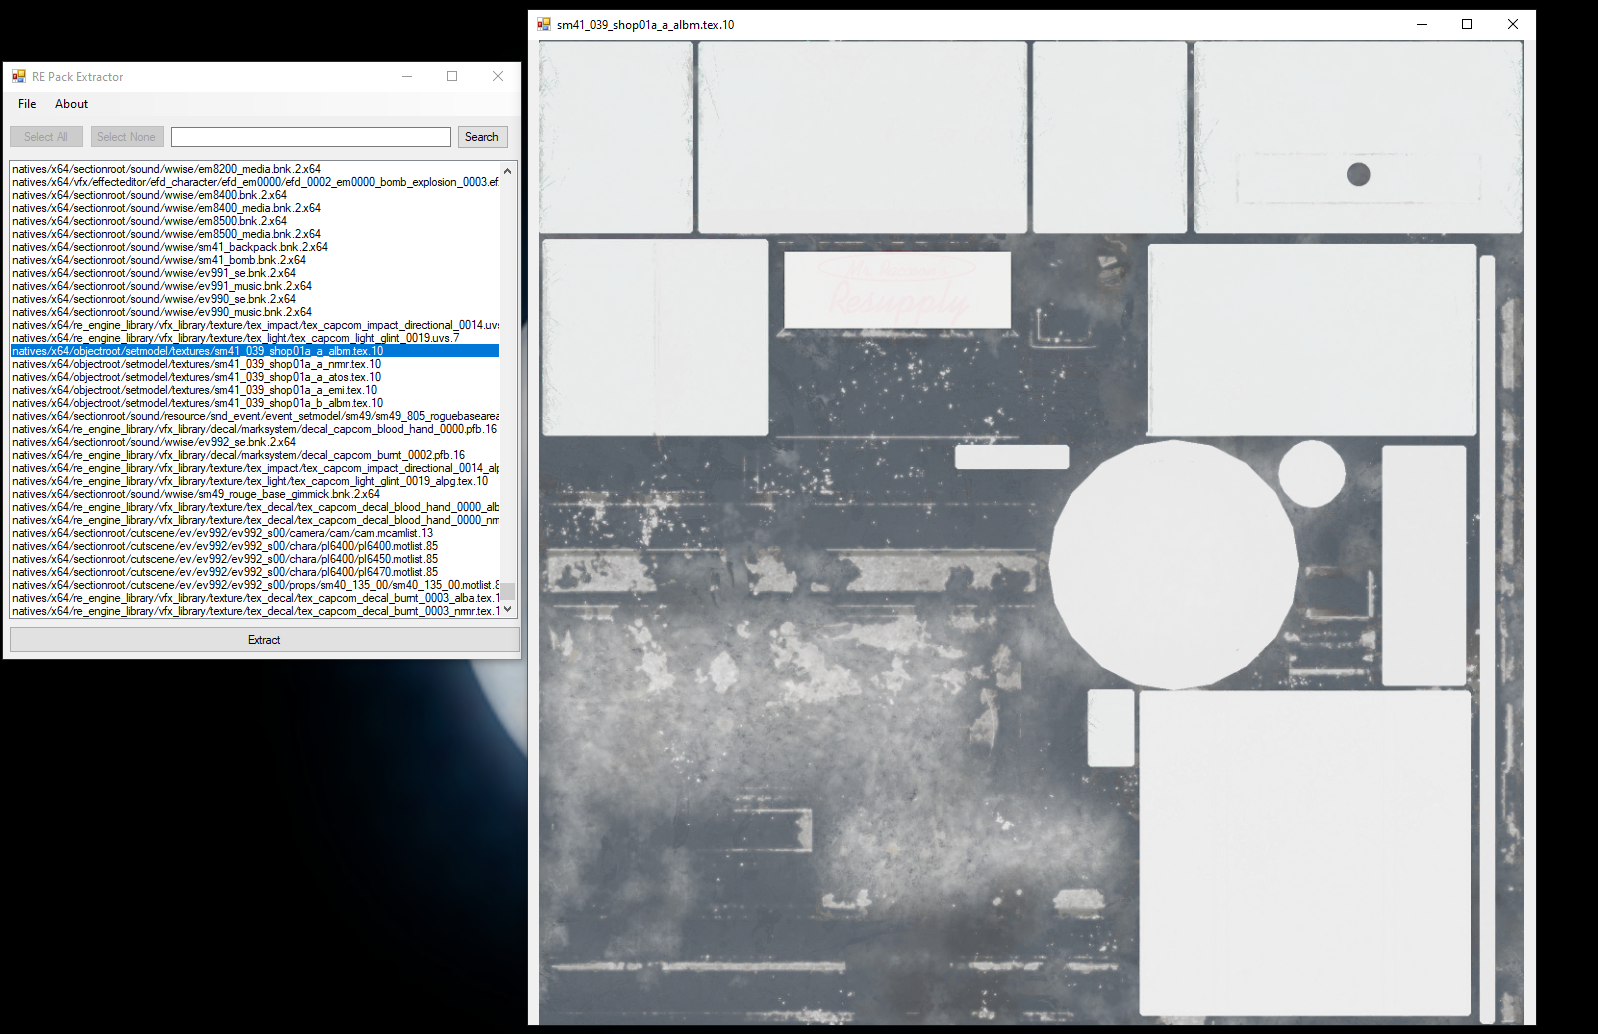 RE Pack Extractor
File About
Select All Select None Search
natives/x64/sectionroot/sound/wwise/em8200_media.bnk.2.x64
natives/x64/vfx/effecteditor/efd_character/efd_em0000/efd_0002_em0000_bomb_explosion_0003.ef
natives/x64/sectionroot/sound/wwise/em8400.bnk.2.x64
natives/x64/sectionroot/sound/wwise/em8400_media.bnk.2.x64
natives/x64/sectionroot/sound/wwise/em8500.bnk.2.x64
natives/x64/sectionroot/sound/wwise/em8500_media.bnk.2.x64
natives/x64/sectionroot/sound/wwise/sm41_backpack.bnk.2.x64
natives/x64/sectionroot/sound/wwise/sm41_bomb.bnk.2.x64
natives/x64/sectionroot/sound/wwise/ev991_se.bnk.2.x64
natives/x64/sectionroot/sound/wwise/ev991_music.bnk.2.x64
natives/x64/sectionroot/sound/wwise/ev990_se.bnk.2.x64
natives/x64/sectionroot/sound/wwise/ev990_music.bnk.2.x64
natives/x64/re_engine_library/vfx_library/texture/tex_impact/tex_capcom_impact_directional_0014.uvs
natives/x64/re_engine_library/vfx_library/texture/tex_light/tex_capcom_light_glint_0019.uvs.7
natives/x64/objectroot/setmodel/textures/sm41_039_shop01a_a_albm.tex.10
natives/x64/objectroot/setmodel/textures/sm41_039_shop01a_a_nrmr.tex.10
natives/x64/objectroot/setmodel/textures/sm41_039_shop01a_a_atos.tex.10
natives/x64/objectroot/setmodel/textures/sm41_039_shop01a_a_emi.tex.10
natives/x64/objectroot/setmodel/textures/sm41_039_shop01a_b_albm.tex.10
natives/x64/sectionroot/sound/resource/snd_event/event_setmodel/sm49/sm49_805_roguebasearea
natives/x64/re_engine_library/vfx_library/decal/marksystem/decal_capcom_blood_hand_0000.pfb.16
natives/x64/sectionroot/sound/wwise/ev992_se.bnk.2.x64
natives/x64/re_engine_library/vfx_library/decal/marksystem/decal_capcom_burnt_0002.pfb.16
natives/x64/re_engine_library/vfx_library/texture/tex_impact/tex_capcom_impact_directional_0014_alp
natives/x64/re_engine_library/vfx_library/texture/tex_light/tex_capcom_light_glint_0019_alpg.tex.10
natives/x64/sectionroot/sound/wwise/sm49_rouge_base_gimmick.bnk.2.x64
natives/x64/re_engine_library/vfx_library/texture/tex_decal/tex_capcom_decal_blood_hand_0000_alb
natives/x64/re_engine_library/vfx_library/texture/tex_decal/tex_capcom_decal_blood_hand_0000_nm
natives/x64/sectionroot/cutscene/ev/ev992/ev992_s00/camera/cam/cam.mcamlist.13
natives/x64/sectionroot/cutscene/ev/ev992/ev992_s00/chara/pl6400/pl6400.motlist.85
natives/x64/sectionroot/cutscene/ev/ev992/ev992_s00/chara/pl6400/pl6450.motlist.85
natives/x64/sectionroot/cutscene/ev/ev992/ev992_s00/chara/pl6400/pl6470.motlist.85
natives/x64/sectionroot/cutscene/ev/ev992/ev992_s00/props/sm40_135_00/sm40_135_00.motlist.8
natives/x64/re_engine_library/vfx_library/texture/tex_decal/tex_capcom_decal_burnt_0003_alba.tex.1
natives/x64/re_engine_library/vfx_library/texture/tex_decal/tex_capcom_decal_burnt_0003_nrmr.tex.1
Extract
sm41_039_shop01a_a_albm.tex.10
Resupply